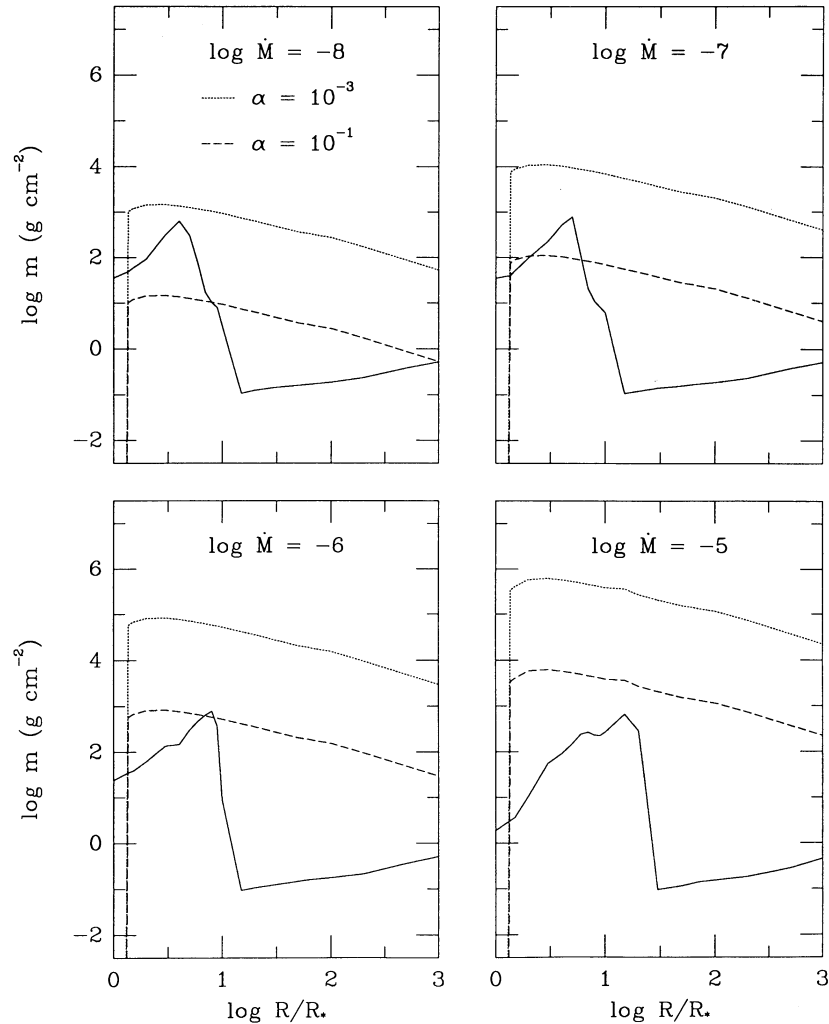 log Ṁ = −8
α = 10⁻³
α = 10⁻¹
log Ṁ = −7
6
4
2
0
−2
log m (g cm⁻²)
log Ṁ = −6
log Ṁ = −5
6
4
2
0
−2
log m (g cm⁻²)
0 1 2 3
0 1 2 3
log R/R*
log R/R*